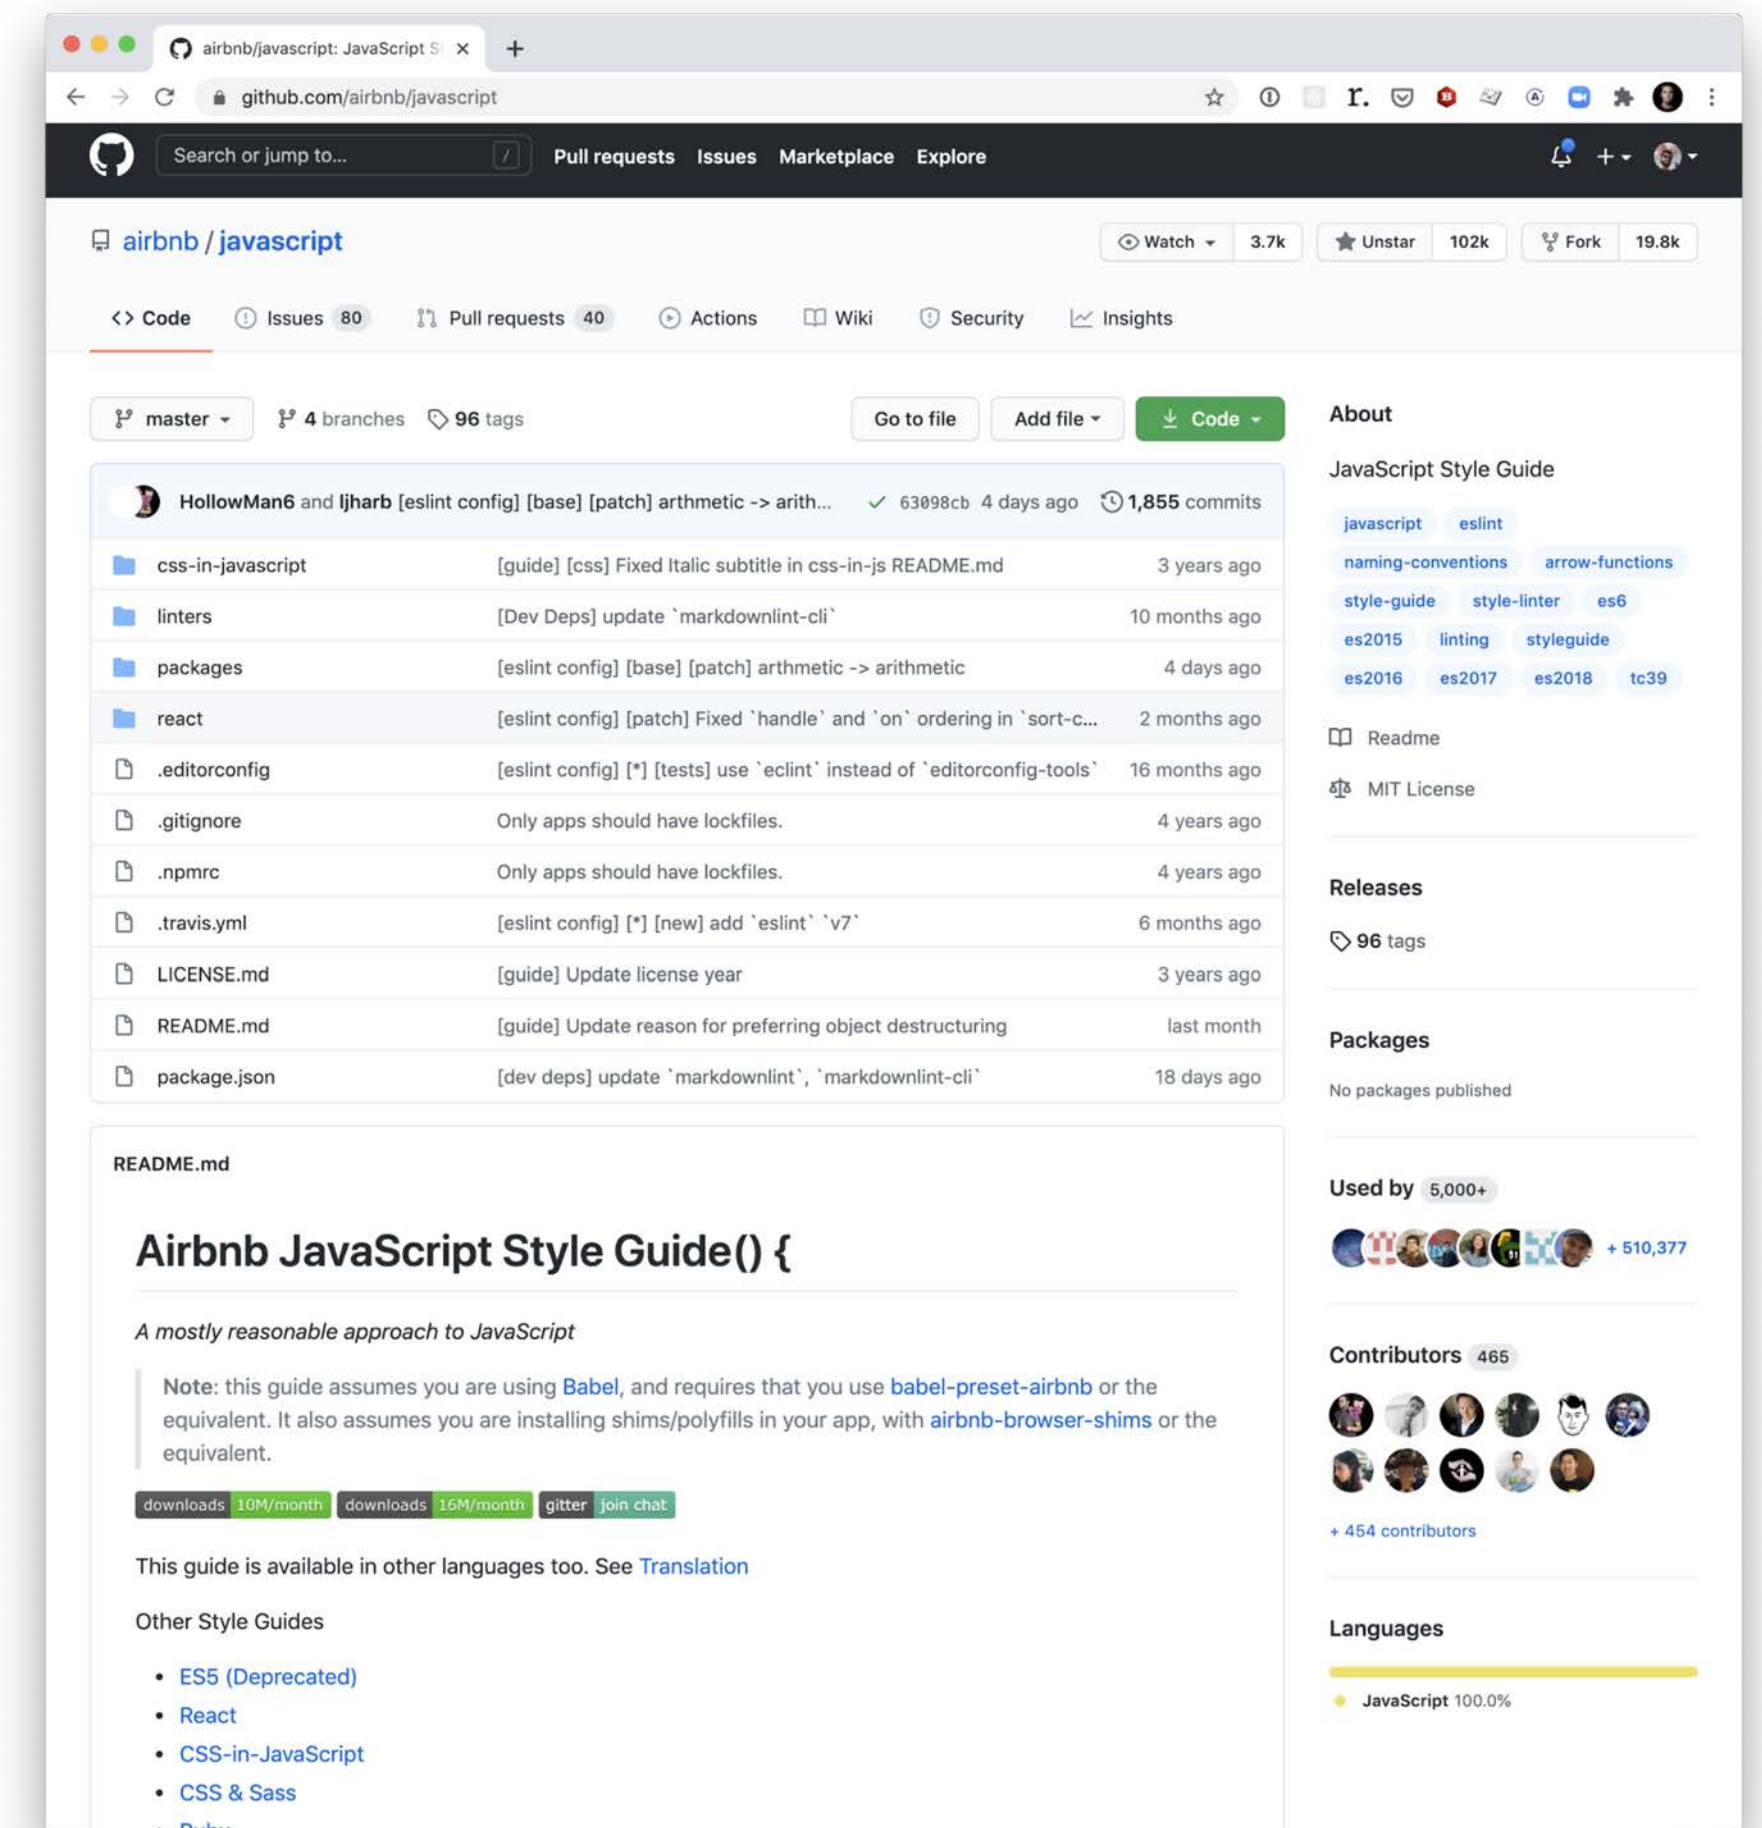 airbnb/javascript: JavaScript S
github.com/airbnb/javascript
Search or jump to... /
Pull requests Issues Marketplace Explore
airbnb / javascript
Watch 3.7k Unstar 102k Fork 19.8k
<> Code Issues 80 Pull requests 40 Actions Wiki Security Insights
master 4 branches 96 tags Go to file Add file Code
HollowMan6 and ljharb [eslint config] [base] [patch] arthmetic -> arith... 63098cb 4 days ago 1,855 commits
css-in-javascript [guide] [css] Fixed Italic subtitle in css-in-js README.md 3 years ago
linters [Dev Deps] update `markdownlint-cli` 10 months ago
packages [eslint config] [base] [patch] arthmetic -> arithmetic 4 days ago
react [eslint config] [patch] Fixed `handle` and `on` ordering in `sort-c... 2 months ago
.editorconfig [eslint config] [*] [tests] use `eclint` instead of `editorconfig-tools` 16 months ago
.gitignore Only apps should have lockfiles. 4 years ago
.npmrc Only apps should have lockfiles. 4 years ago
.travis.yml [eslint config] [*] [new] add `eslint` `v7` 6 months ago
LICENSE.md [guide] Update license year 3 years ago
README.md [guide] Update reason for preferring object destructuring last month
package.json [dev deps] update `markdownlint`, `markdownlint-cli` 18 days ago
README.md
Airbnb JavaScript Style Guide() {
A mostly reasonable approach to JavaScript
Note: this guide assumes you are using Babel, and requires that you use babel-preset-airbnb or the
equivalent. It also assumes you are installing shims/polyfills in your app, with airbnb-browser-shims or the
equivalent.
downloads 10M/month downloads 16M/month gitter join chat
This guide is available in other languages too. See Translation
Other Style Guides
• ES5 (Deprecated)
• React
• CSS-in-JavaScript
• CSS & Sass
About
JavaScript Style Guide
javascript eslint
naming-conventions arrow-functions
style-guide style-linter es6
es2015 linting styleguide
es2016 es2017 es2018 tc39
Readme
MIT License
Releases
96 tags
Packages
No packages published
Used by 5,000+
+ 510,377
Contributors 465
+ 454 contributors
Languages
JavaScript 100.0%